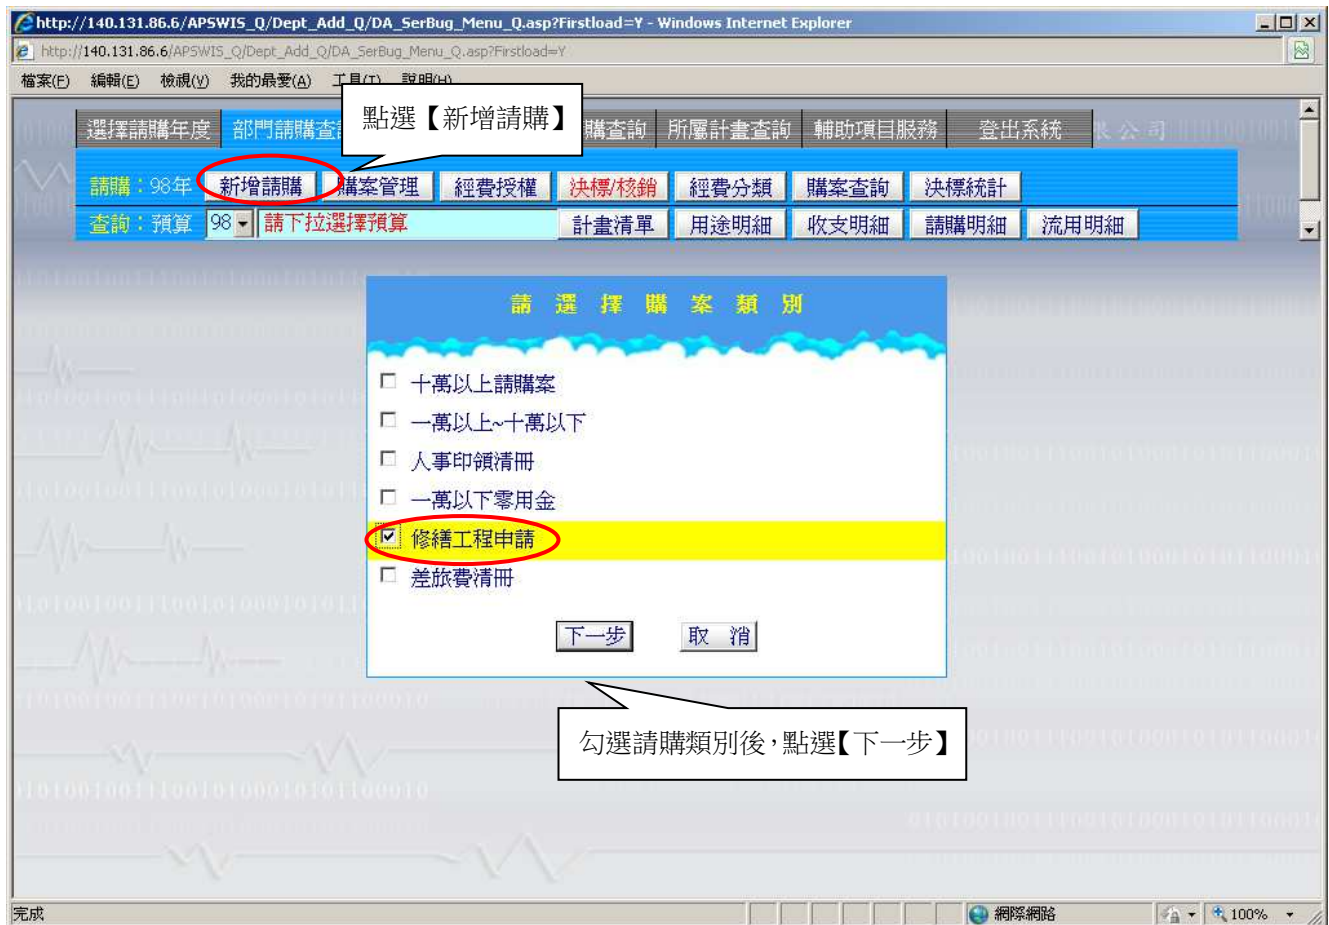 http://140.131.86.6/APSWIS_Q/Dept_Add_Q/DA_SerBug_Menu_Q.asp?Firstload=Y - Windows Internet Explorer
http://140.131.86.6/APSWIS_Q/Dept_Add_Q/DA_SerBug_Menu_Q.asp?Firstload=Y
檔案(F) 編輯(E) 檢視(V) 我的最愛(A) 工具(T) 說明(H)
點選【新增請購】
選擇請購年度 部門請購查 購查詢 所屬計畫查詢 輔助項目服務 登出系統 公司
請購：98年 新增請購 購案管理 經費授權 決標/核銷 經費分類 購案查詢 決標統計
查詢：預算 98 請下拉選擇預算 計畫清單 用途明細 收支明細 請購明細 流用明細
請選擇購案類別
十萬以上請購案
一萬以上~十萬以下
人事印領清冊
一萬以下零用金
修繕工程申請
差旅費清冊
下一步 取 消
勾選請購類別後，點選【下一步】
完成 網際網路 100%